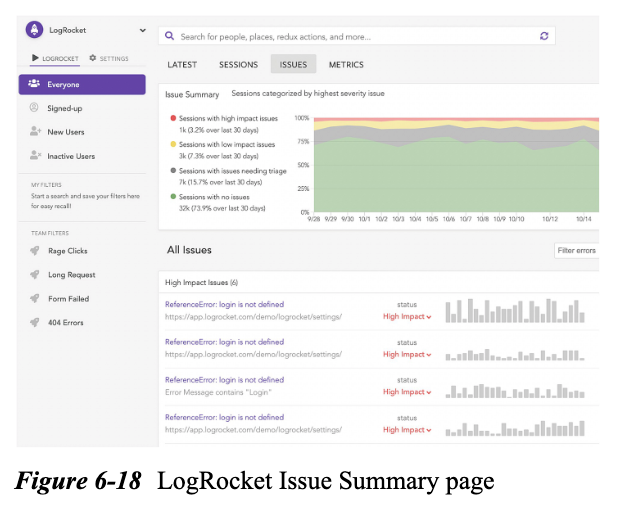 LogRocket
Search for people, places, redux actions, and more...
LOGROCKET
SETTINGS
LATEST
SESSIONS
ISSUES
METRICS
Everyone
Signed-up
New Users
Inactive Users
MY FILTERS
Start a search and save your filters here
for easy recall!
TEAM FILTERS
Rage Clicks
Long Request
Form Failed
404 Errors
Issue Summary
Sessions categorized by highest severity issue
Sessions with high impact issues
1k (3.2% over last 30 days)
Sessions with low impact issues
3k (7.3% over last 30 days)
Sessions with issues needing triage
7k (15.7% over last 30 days)
Sessions with no issues
32k (73.9% over last 30 days)
100%
75%
50%
25%
0%
9/28 9/29 9/30 10/1 10/2 10/3 10/4 10/5 10/6 10/7 10/8 10/9 10/10 10/12 10/14
All Issues
Filter errors
High Impact Issues (6)
ReferenceError: login is not defined
https://app.logrocket.com/demo/logrocket/settings/
status
High Impact
ReferenceError: login is not defined
https://app.logrocket.com/demo/logrocket/settings/
status
High Impact
ReferenceError: login is not defined
Error Message contains "Login"
status
High Impact
ReferenceError: login is not defined
https://app.logrocket.com/demo/logrocket/settings/
status
High Impact
Figure 6-18 LogRocket Issue Summary page